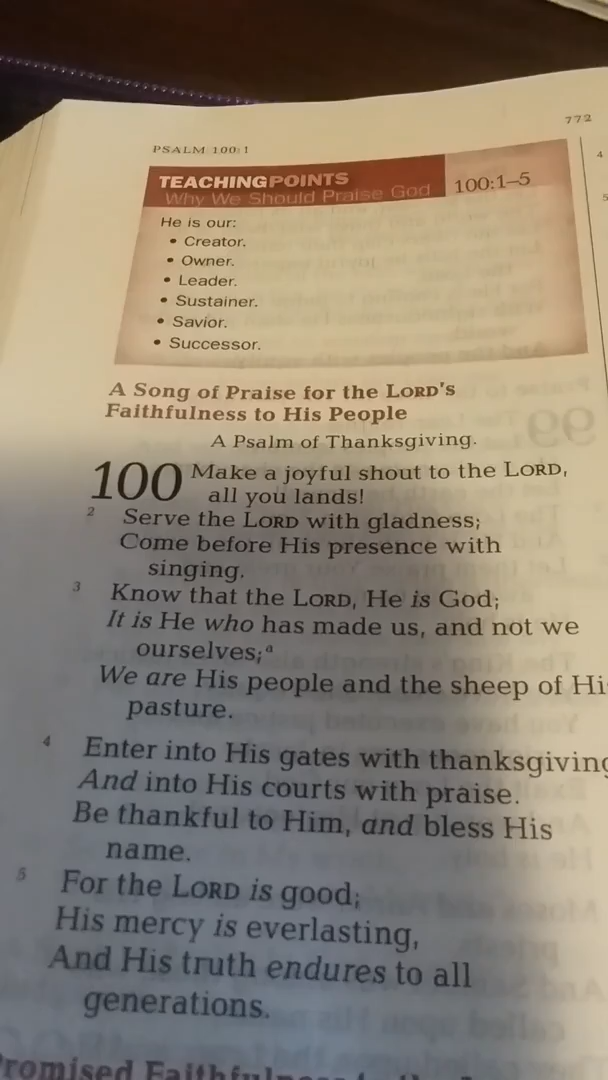 772
PSALM 100:1
4
TEACHINGPOINTS
Why We Should Praise God 100:1–5
5
He is our:
• Creator.
• Owner.
• Leader.
• Sustainer.
• Savior.
• Successor.
A Song of Praise for the LORD's
Faithfulness to His People
A Psalm of Thanksgiving.
100 Make a joyful shout to the LORD,
all you lands!
2 Serve the LORD with gladness;
Come before His presence with
singing.
3 Know that the LORD, He is God;
It is He who has made us, and not we
ourselves;a
We are His people and the sheep of Hi
pasture.
4 Enter into His gates with thanksgiving
And into His courts with praise.
Be thankful to Him, and bless His
name.
5 For the LORD is good;
His mercy is everlasting,
And His truth endures to all
generations.
romised Faithfuln